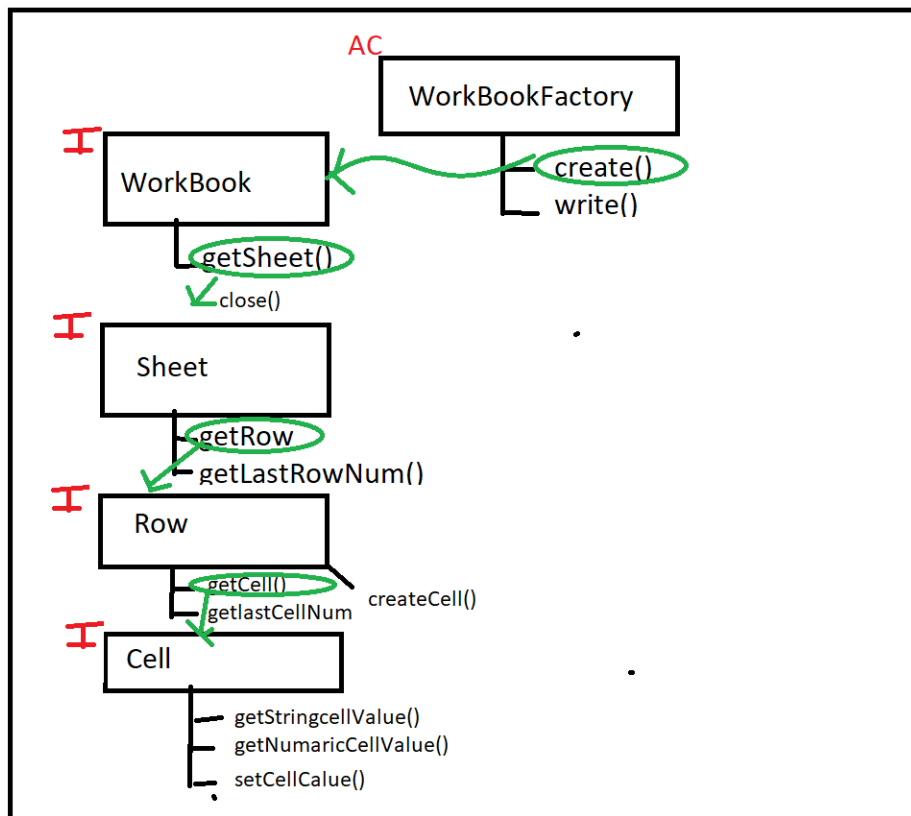 AC
WorkBookFactory
create()
write()
I
WorkBook
getSheet()
close()
I
Sheet
getRow
getLastRowNum()
I
Row
getCell()
createCell()
getlastCellNum
I
Cell
getStringcellValue()
getNumaricCellValue()
setCellCalue()